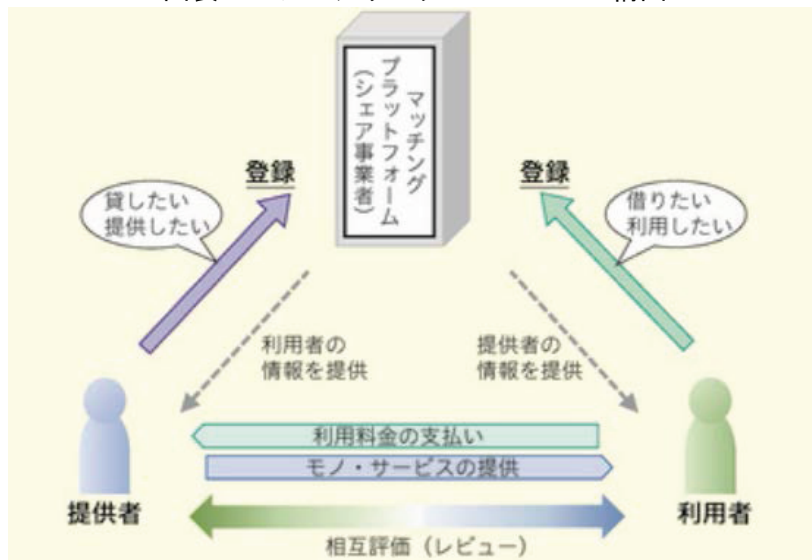 マッチング
プラットフォーム
(シェア事業者)
登録
登録
貸したい
提供したい
借りたい
利用したい
利用者の
情報を提供
提供者の
情報を提供
利用料金の支払い
モノ・サービスの提供
提供者
利用者
相互評価(レビュー)